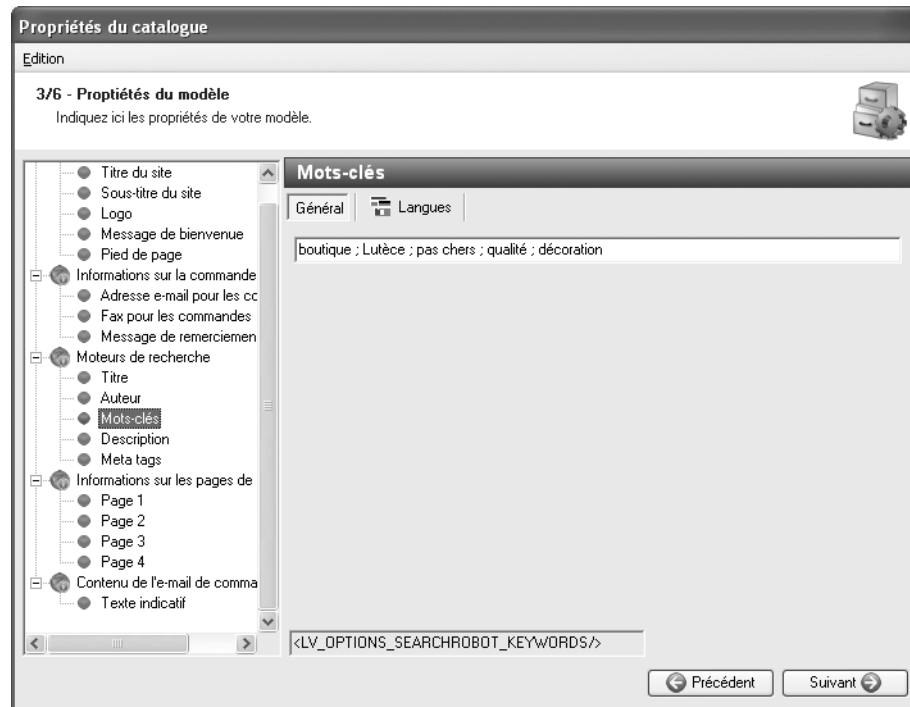 Propriétés du catalogue
Edition
3/6 - Proptiétés du modèle
Indiquez ici les propriétés de votre modèle.
Titre du site
Sous-titre du site
Logo
Message de bienvenue
Pied de page
Informations sur la commande
Adresse e-mail pour les cc
Fax pour les commandes
Message de remerciemen
Moteurs de recherche
Titre
Auteur
Mots-clés
Description
Meta tags
Informations sur les pages de
Page 1
Page 2
Page 3
Page 4
Contenu de l'e-mail de comma
Texte indicatif
Mots-clés
Général Langues
boutique ; Lutèce ; pas chers ; qualité ; décoration
<LV_OPTIONS_SEARCHROBOT_KEYWORDS/>
Précédent Suivant